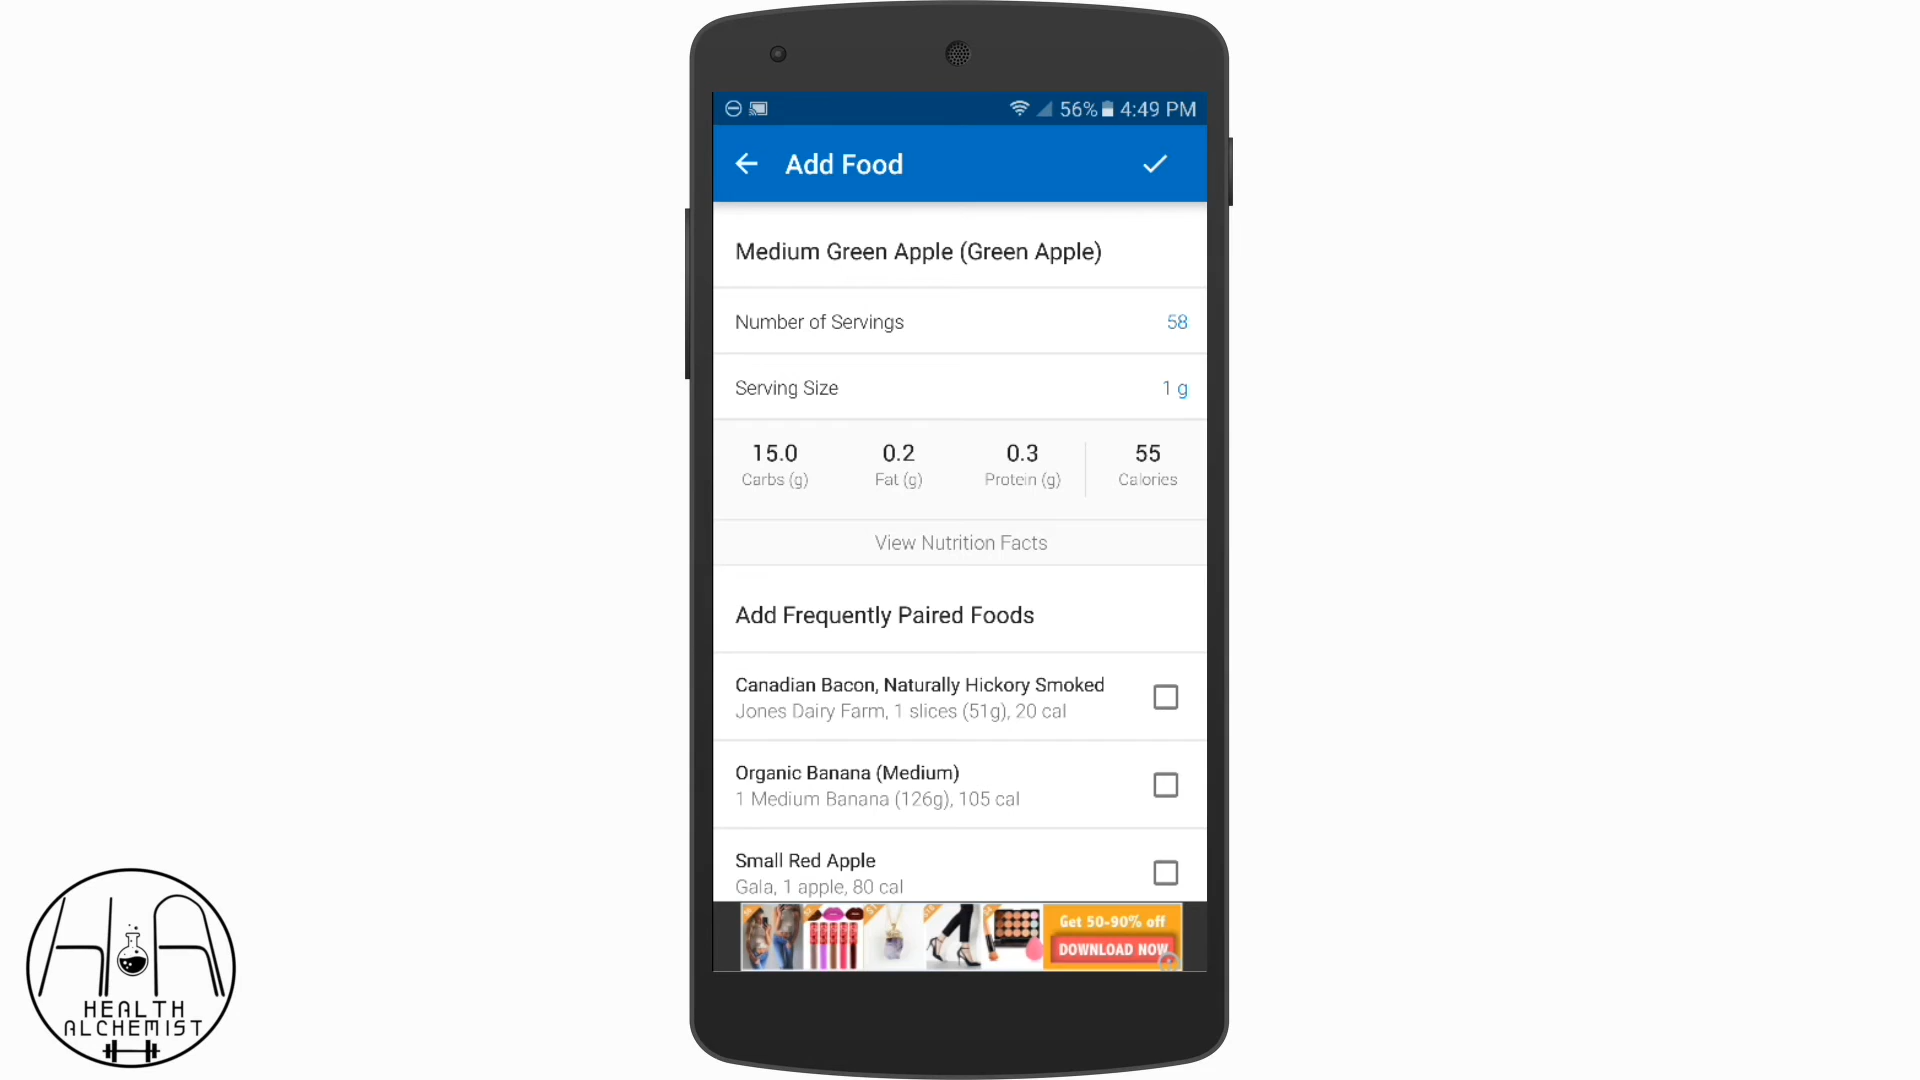 56% 4:49 PM
Add Food
Medium Green Apple (Green Apple)
Number of Servings 58
Serving Size 1 g
15.0 0.2 0.3 55
Carbs (g) Fat (g) Protein (g) Calories
View Nutrition Facts
Add Frequently Paired Foods
Canadian Bacon, Naturally Hickory Smoked
Jones Dairy Farm, 1 slices (51g), 20 cal
Organic Banana (Medium)
1 Medium Banana (126g), 105 cal
Small Red Apple
Gala, 1 apple, 80 cal
Get 50-90% off
DOWNLOAD NOW
HA
HEALTH
ALCHEMIST